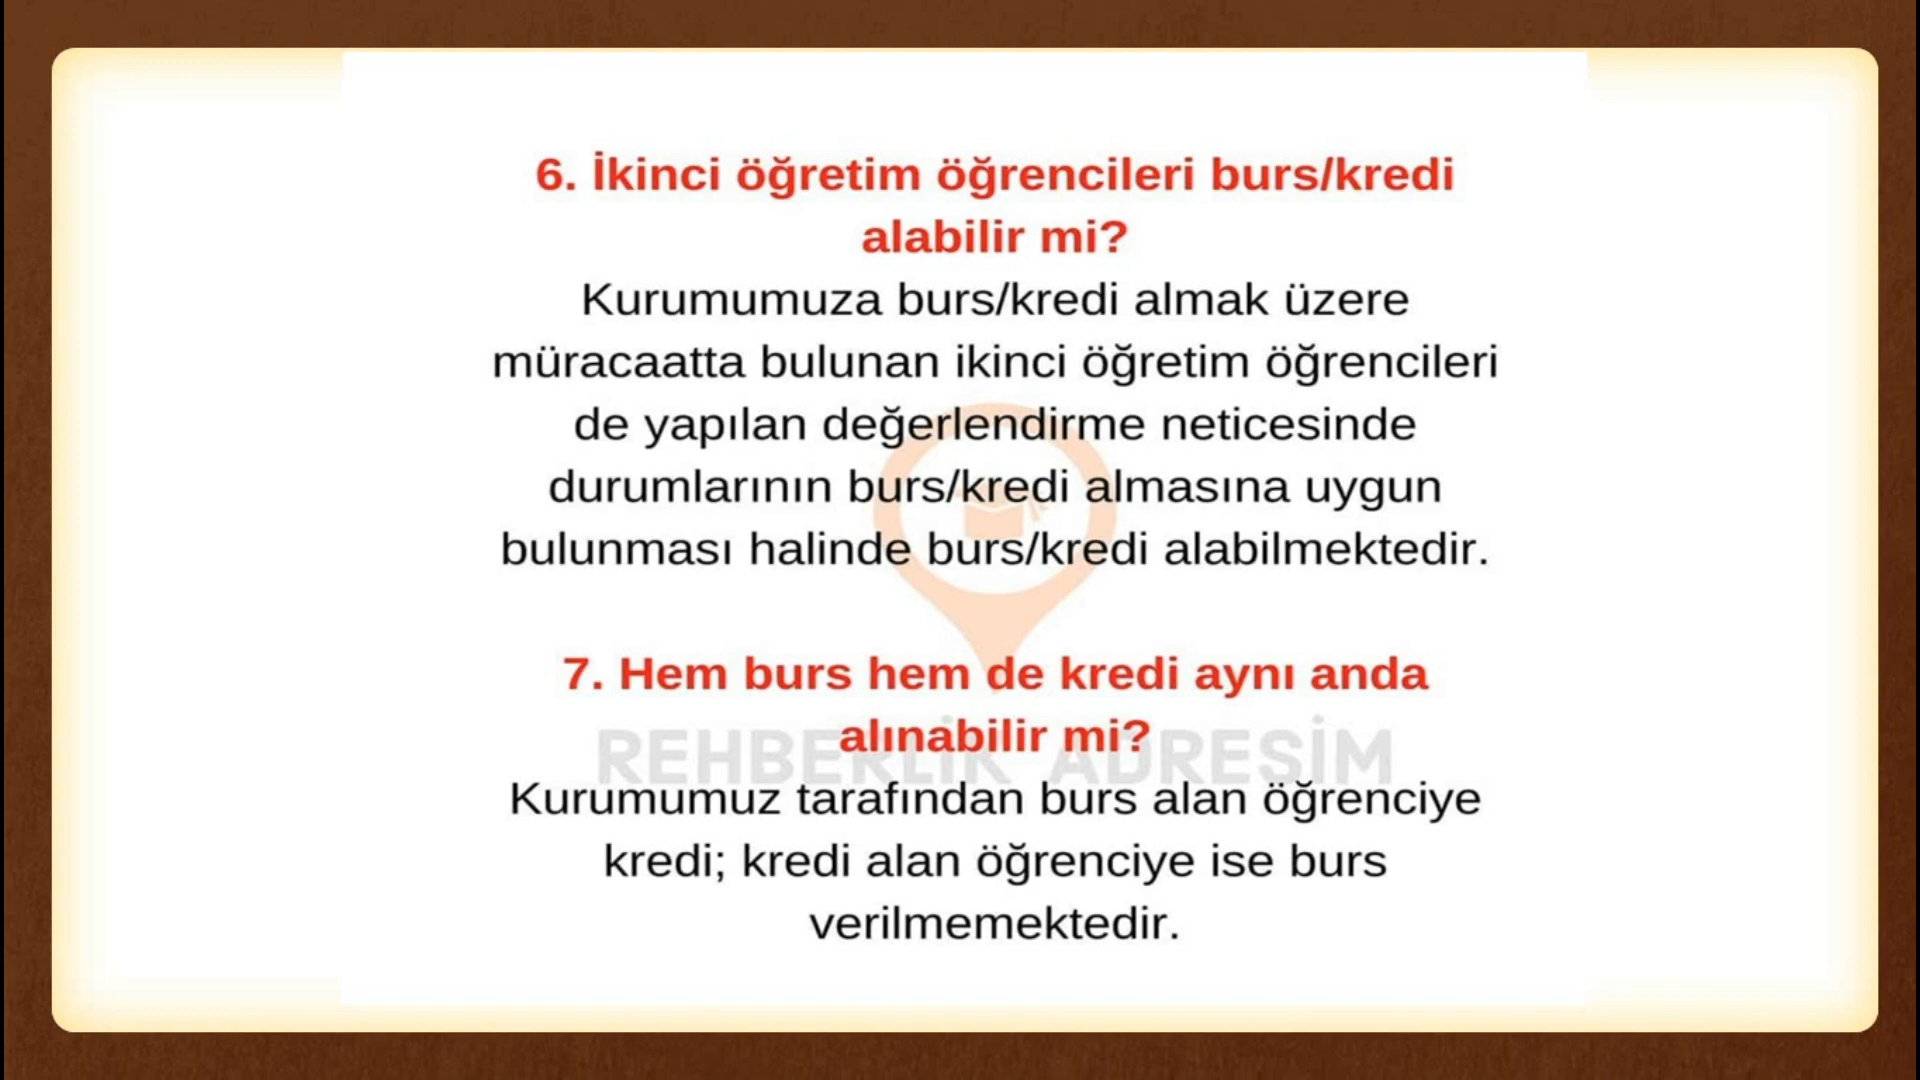 6. İkinci öğretim öğrencileri burs/kredi
alabilir mi?
Kurumumuza burs/kredi almak üzere
müracaatta bulunan ikinci öğretim öğrencileri
de yapılan değerlendirme neticesinde
durumlarının burs/kredi almasına uygun
bulunması halinde burs/kredi alabilmektedir.
7. Hem burs hem de kredi aynı anda
alınabilir mi?
REHBERLİK ADRESİM
Kurumumuz tarafından burs alan öğrenciye
kredi; kredi alan öğrenciye ise burs
verilmemektedir.